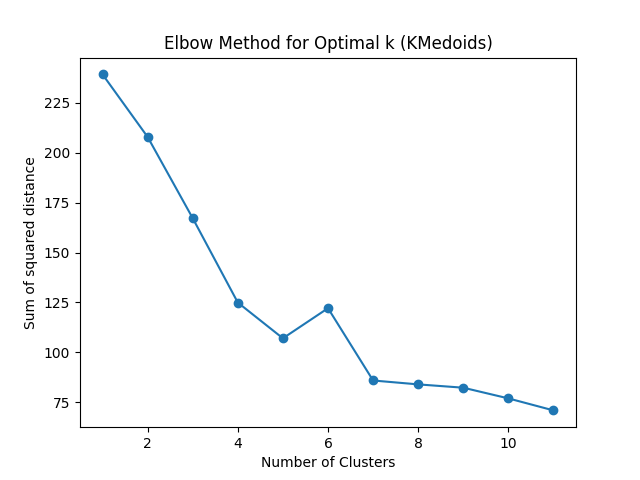 Elbow Method for Optimal k (KMedoids)
225
200
175
150
125
100
75
Sum of squared distance
2 4 6 8 10
Number of Clusters